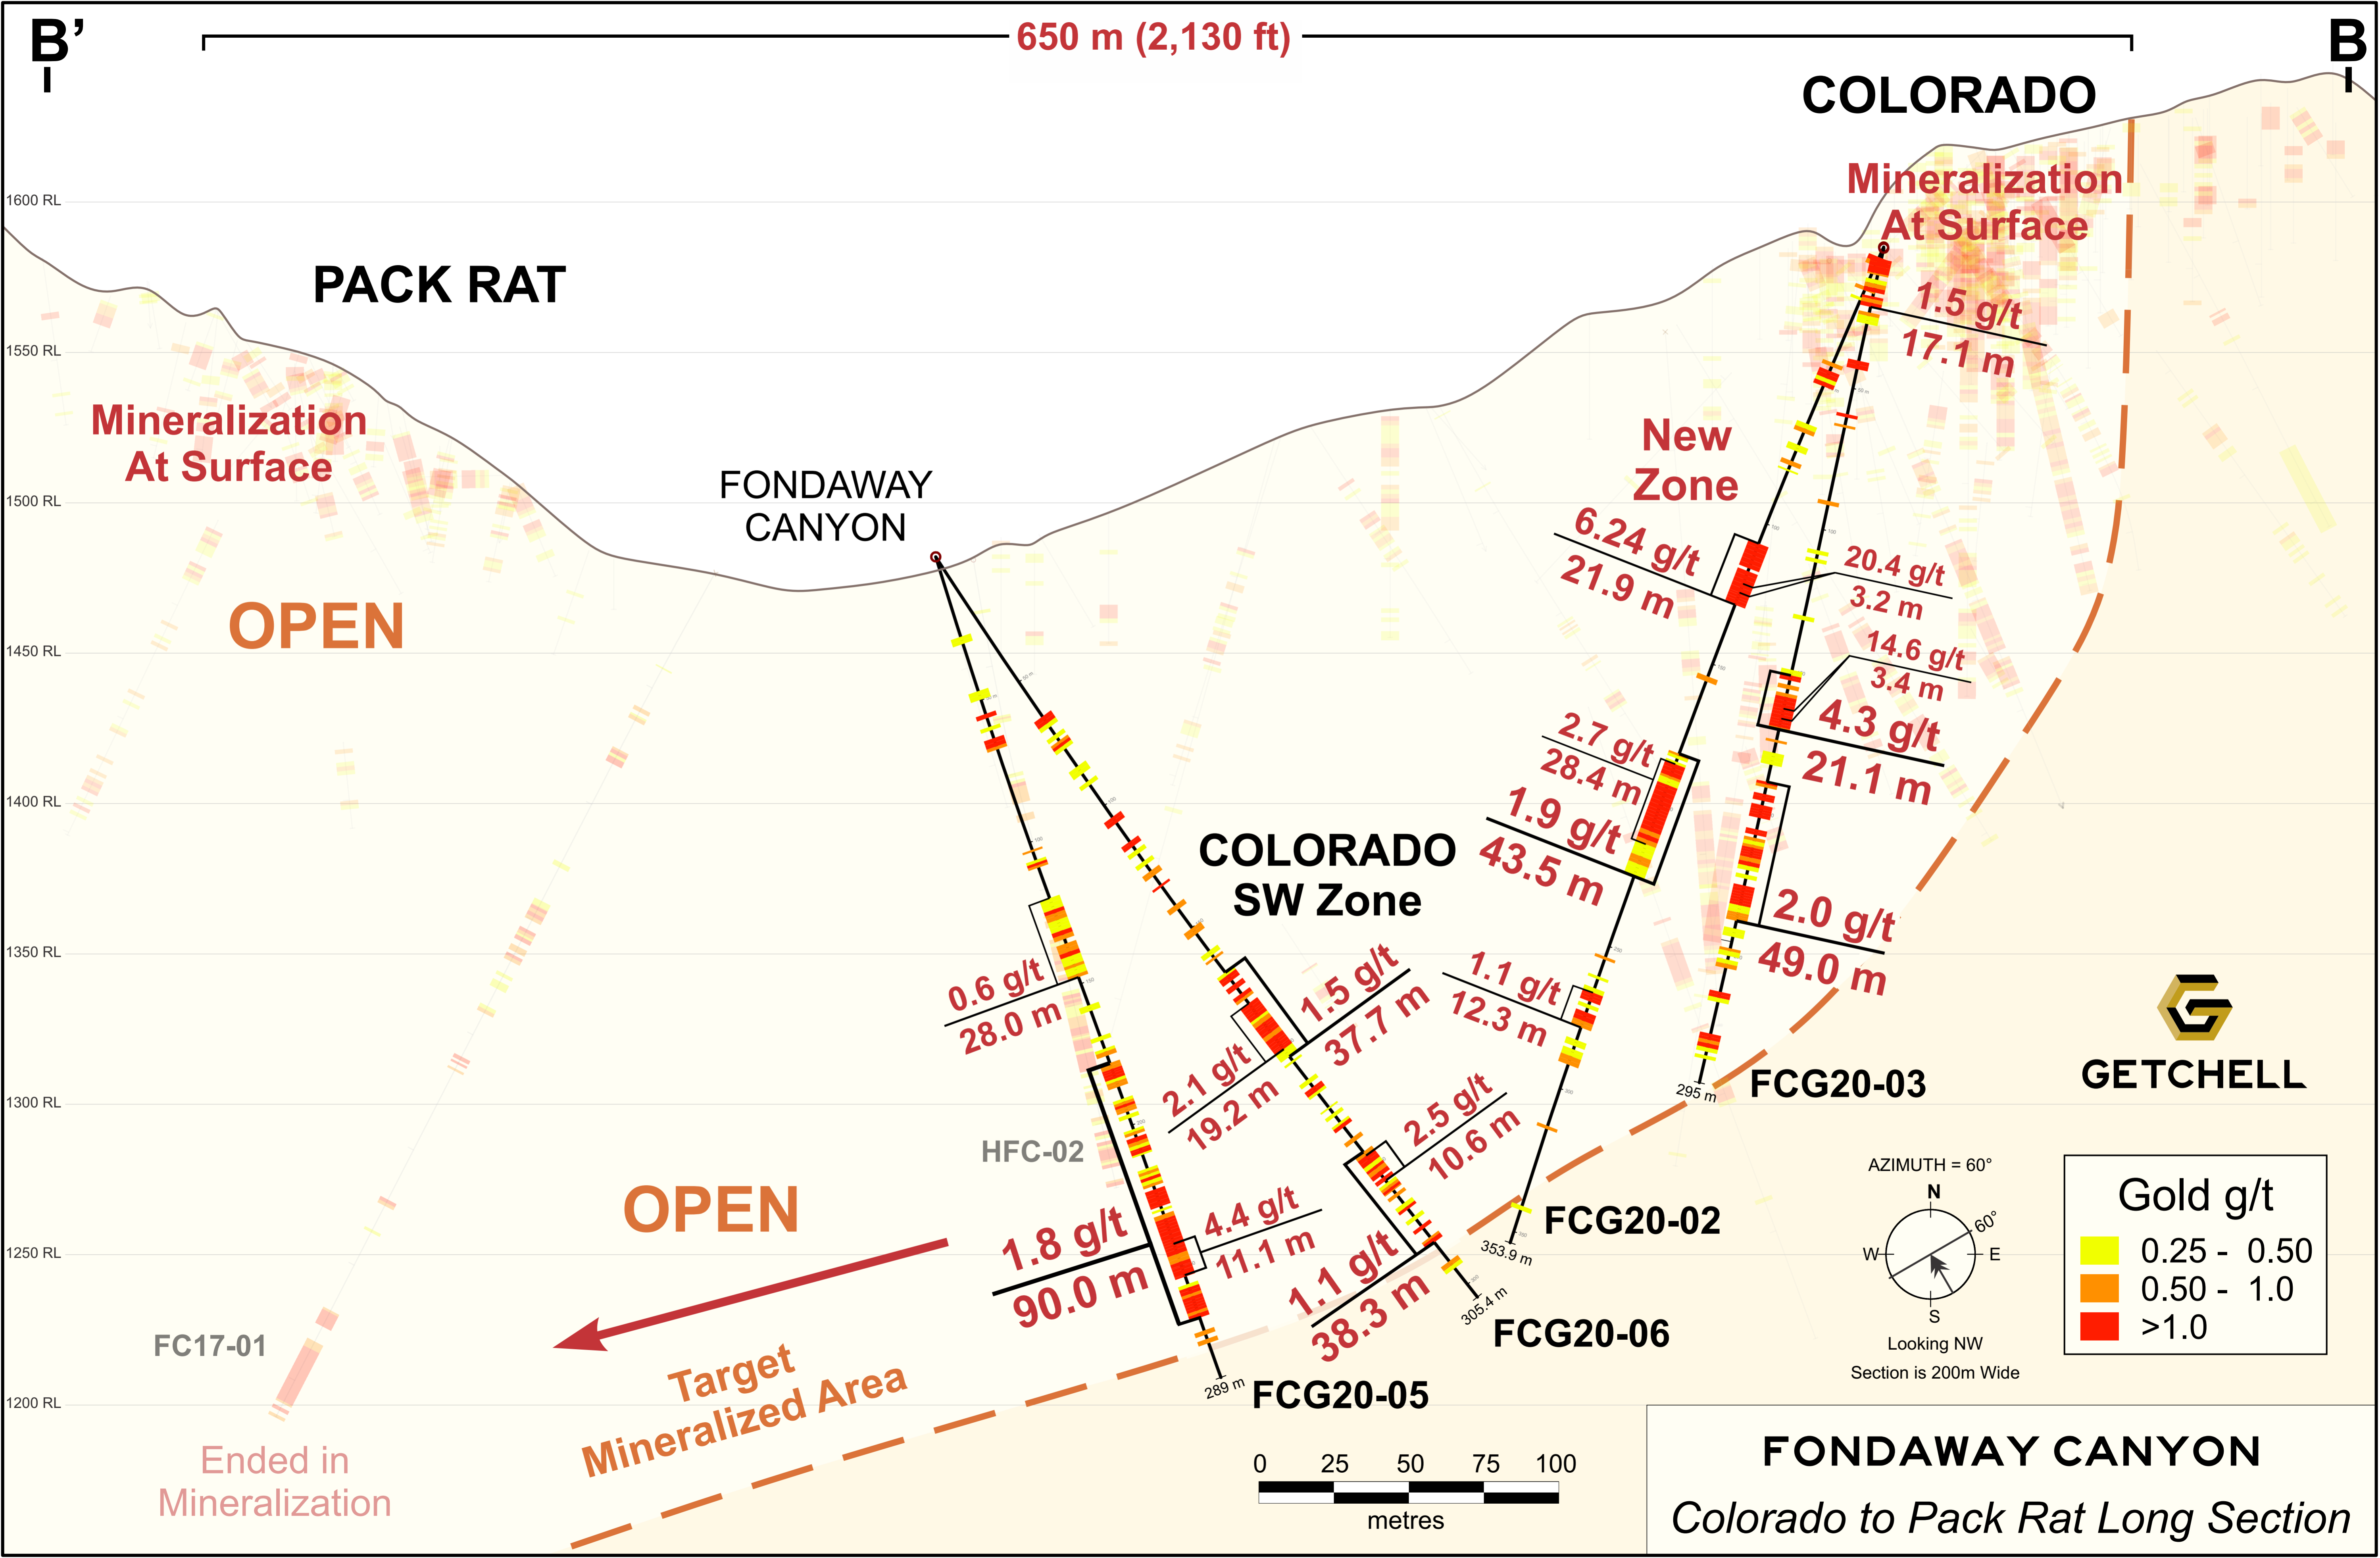 B’
650 m (2,130 ft)
B
COLORADO
Mineralization
At Surface
1600 RL
PACK RAT
1.5 g/t
17.1 m
1550 RL
Mineralization
At Surface
New
Zone
FONDAWAY
CANYON
1500 RL
6.24 g/t
21.9 m
20.4 g/t
3.2 m
OPEN
1450 RL
14.6 g/t
3.4 m
4.3 g/t
21.1 m
2.7 g/t
28.4 m
1.9 g/t
43.5 m
1400 RL
COLORADO
SW Zone
2.0 g/t
49.0 m
1350 RL
0.6 g/t
28.0 m
1.5 g/t
37.7 m
1.1 g/t
12.3 m
2.1 g/t
19.2 m
GETCHELL
1300 RL
295 m
FCG20-03
HFC-02
2.5 g/t
10.6 m
OPEN
1250 RL
1.8 g/t
90.0 m
4.4 g/t
11.1 m
1.1 g/t
38.3 m
353.9 m
FCG20-02
305.4 m
FCG20-06
FC17-01
Target
Mineralized Area
289 m
FCG20-05
1200 RL
Ended in
Mineralization
AZIMUTH = 60°
N
60°
W
E
S
Looking NW
Section is 200m Wide
Gold g/t
0.25 - 0.50
0.50 - 1.0
>1.0
0 25 50 75 100
metres
FONDAWAY CANYON
Colorado to Pack Rat Long Section